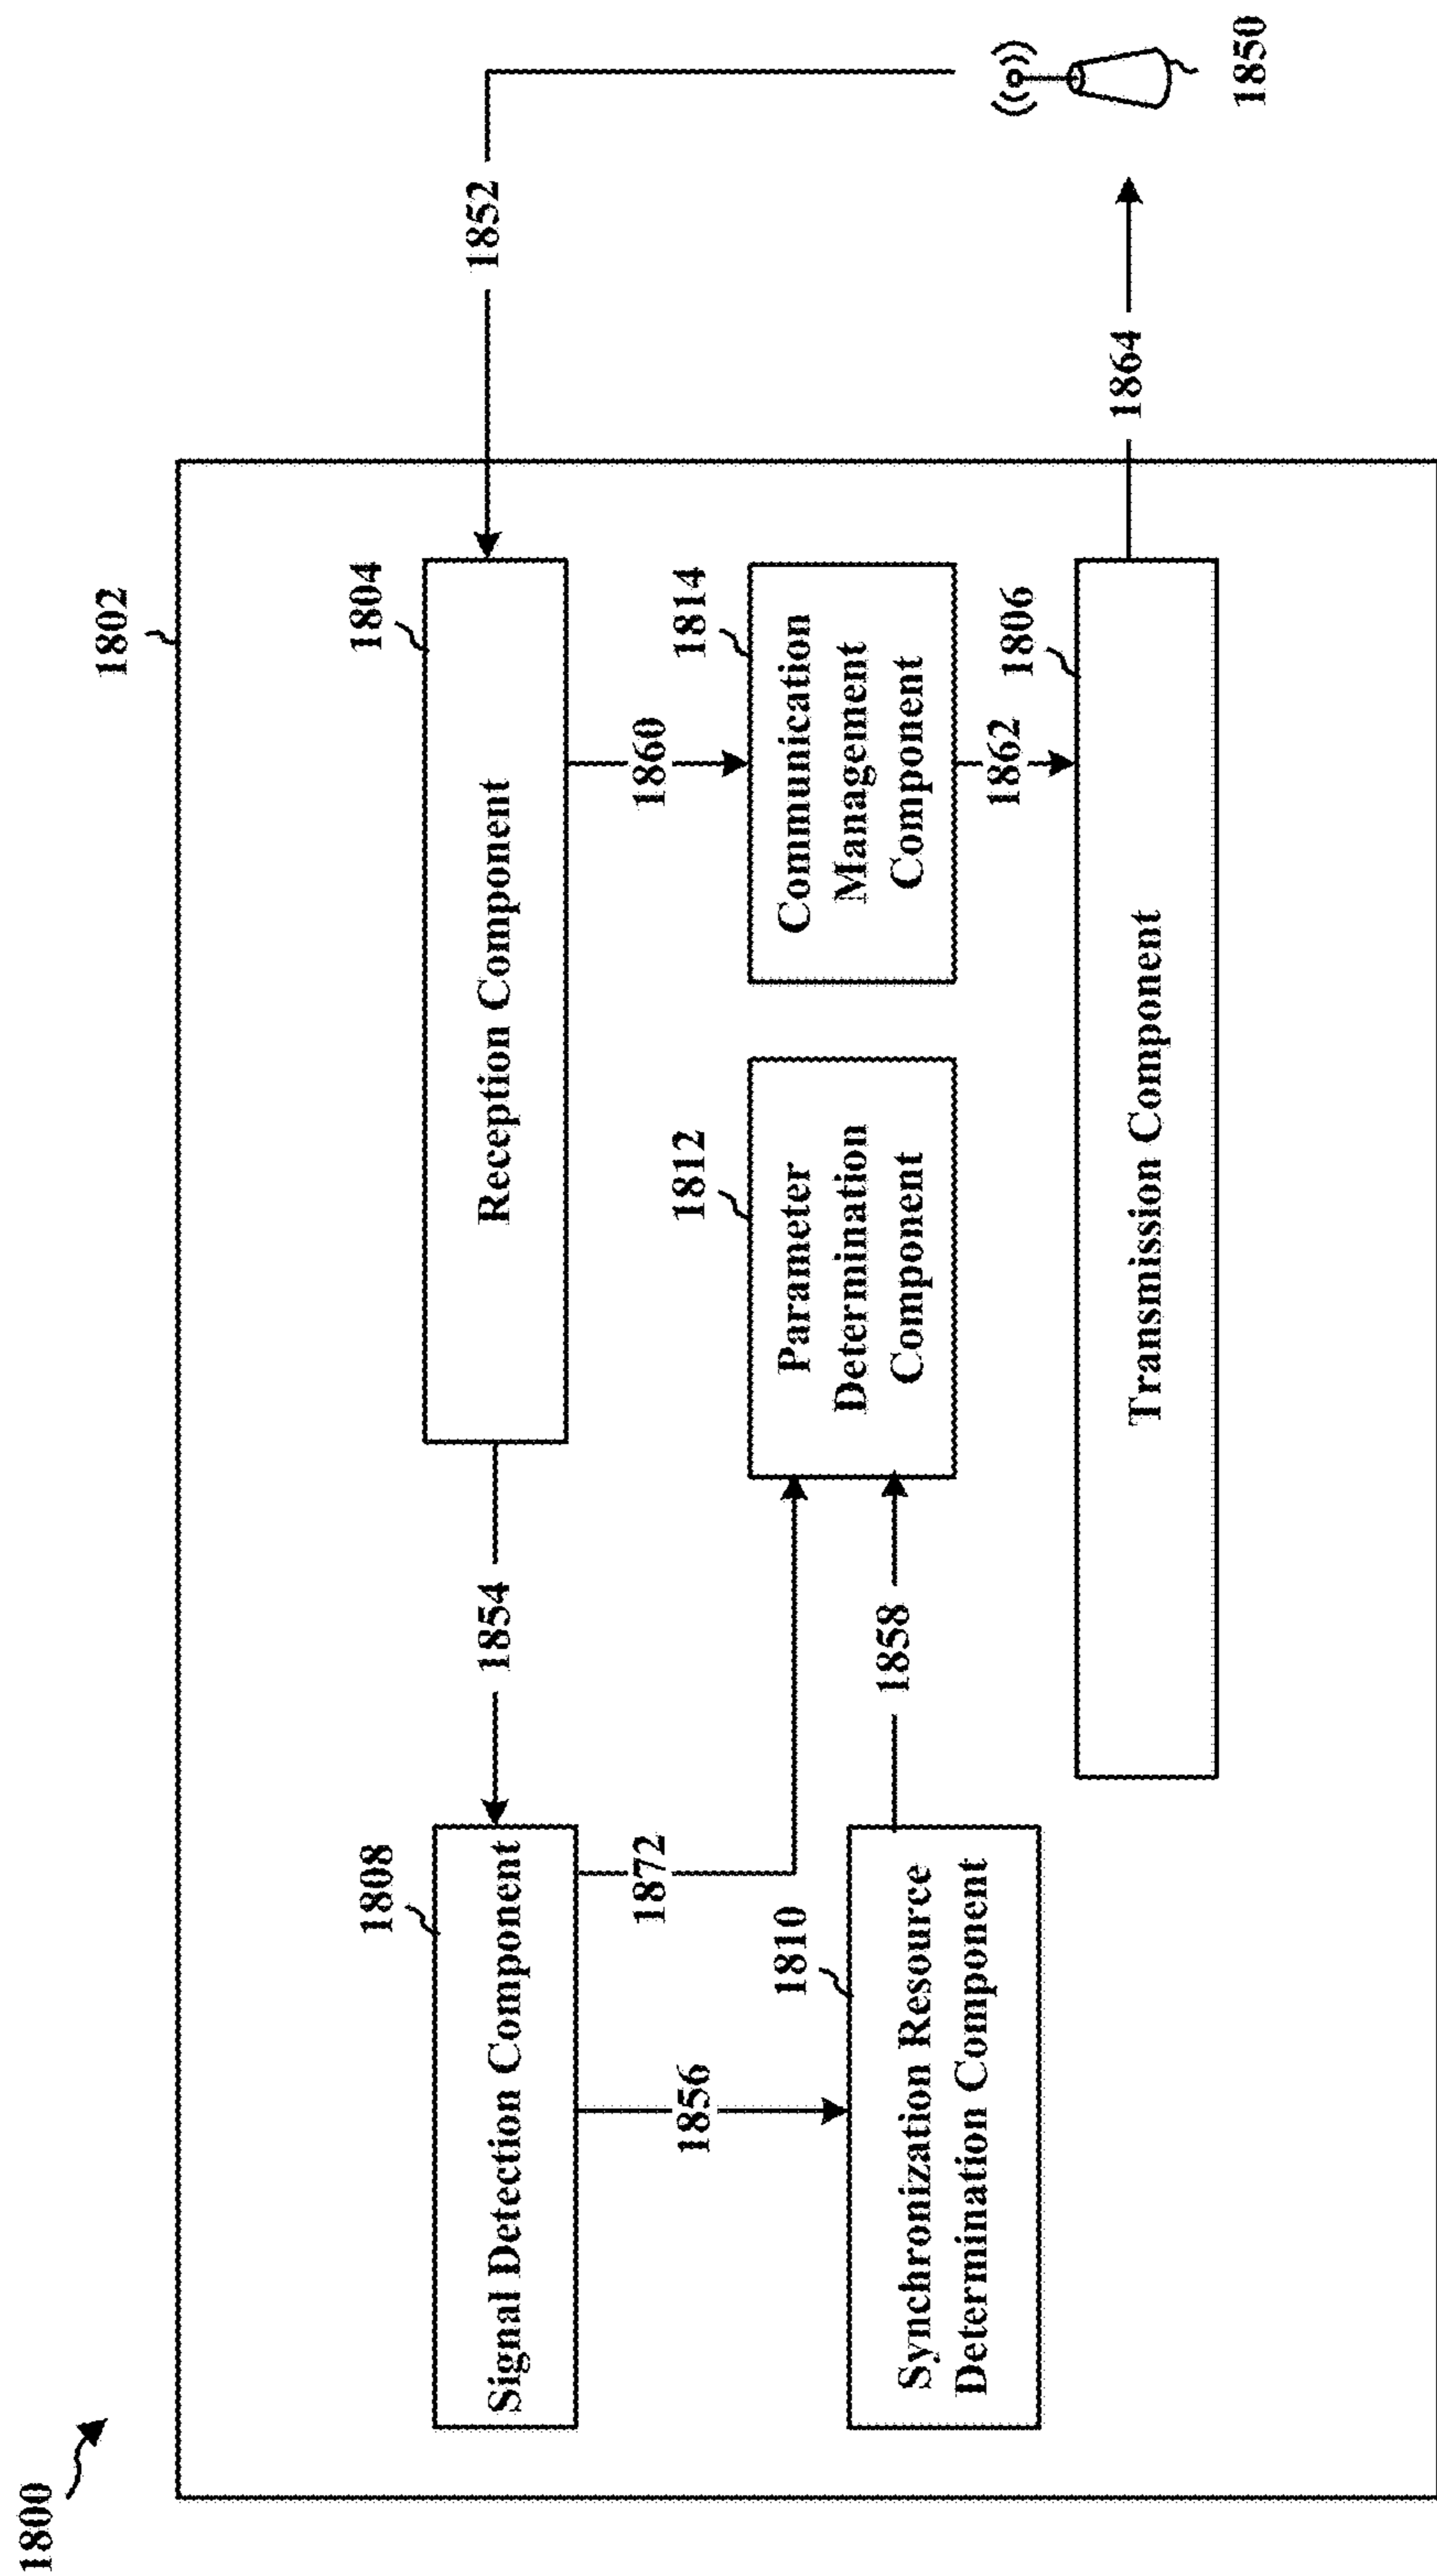 1800
1802
1852
1850
1804
Reception Component
1854
1808
Signal Detection Component
1860
1872
1856
1814
Communication
Management
Component
1812
Parameter
Determination
Component
1810
Synchronization Resource
Determination Component
1858
1862
1806
Transmission Component
1864